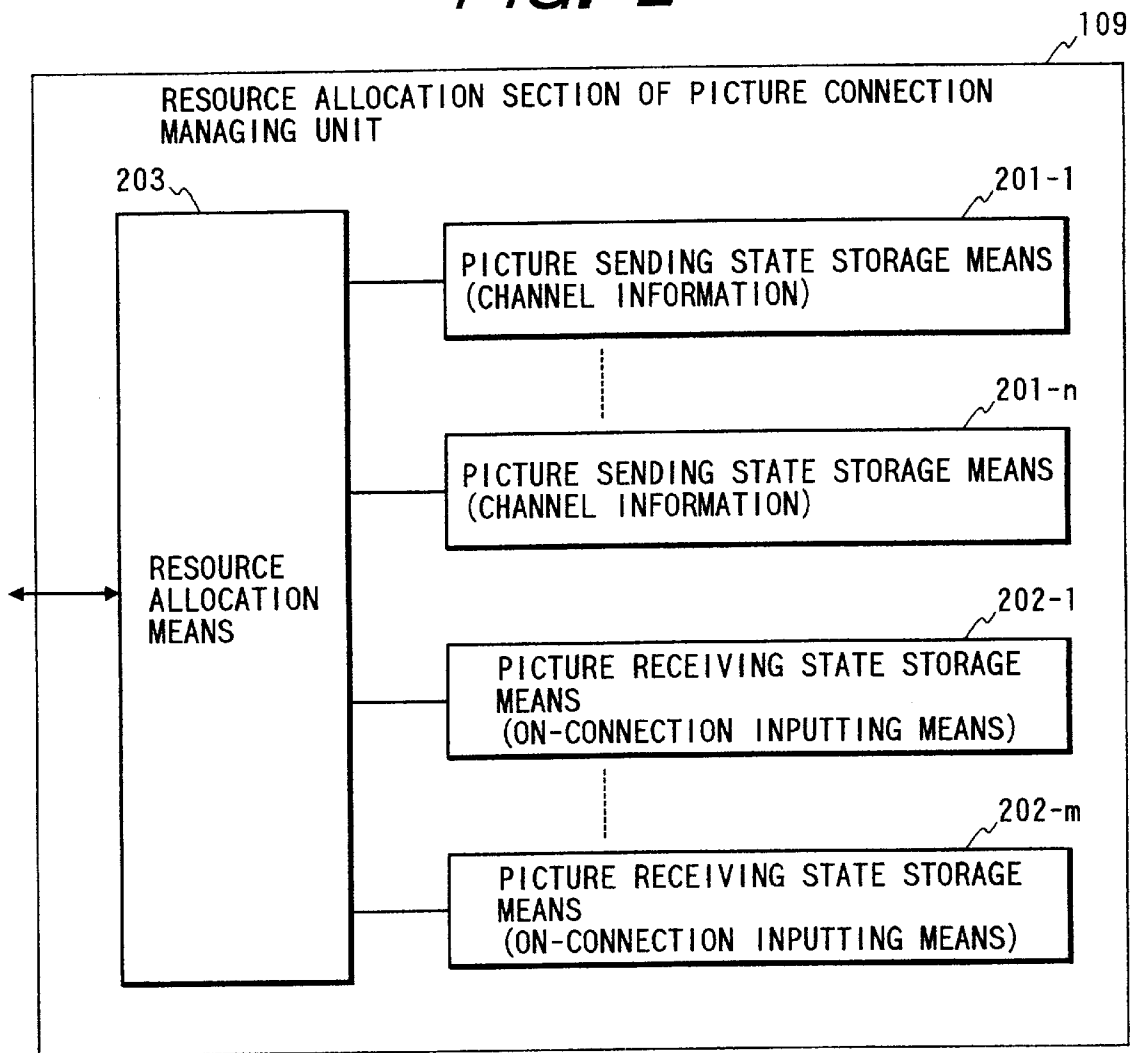 FIG. 2
109
RESOURCE ALLOCATION SECTION OF PICTURE CONNECTION
MANAGING UNIT
203
201-1
PICTURE SENDING STATE STORAGE MEANS
(CHANNEL INFORMATION)
201-n
PICTURE SENDING STATE STORAGE MEANS
(CHANNEL INFORMATION)
RESOURCE
ALLOCATION
MEANS
202-1
PICTURE RECEIVING STATE STORAGE
MEANS
(ON-CONNECTION INPUTTING MEANS)
202-m
PICTURE RECEIVING STATE STORAGE
MEANS
(ON-CONNECTION INPUTTING MEANS)